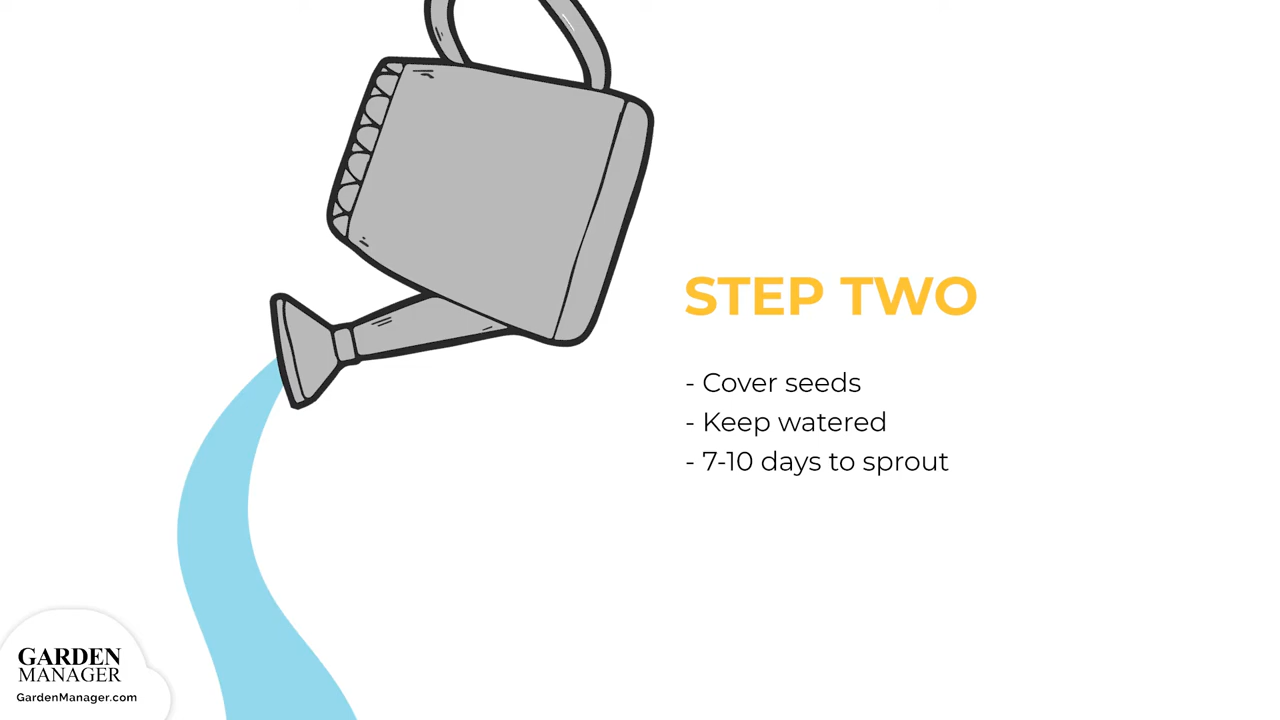 STEP TWO
- Cover seeds
- Keep watered
- 7-10 days to sprout
GARDEN
MANAGER
GardenManager.com